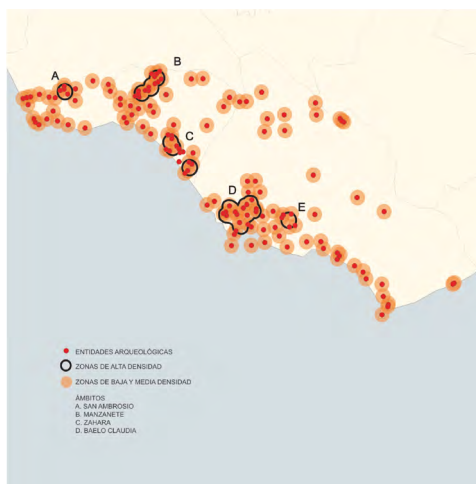 A
B
C
D
E
ENTIDADES ARQUEOLÓGICAS
ZONAS DE ALTA DENSIDAD
ZONAS DE BAJA Y MEDIA DENSIDAD
ÁMBITOS
A. SAN AMBROSIO
B. MANZANETE
C. ZAHARA
D. BAELO CLAUDIA